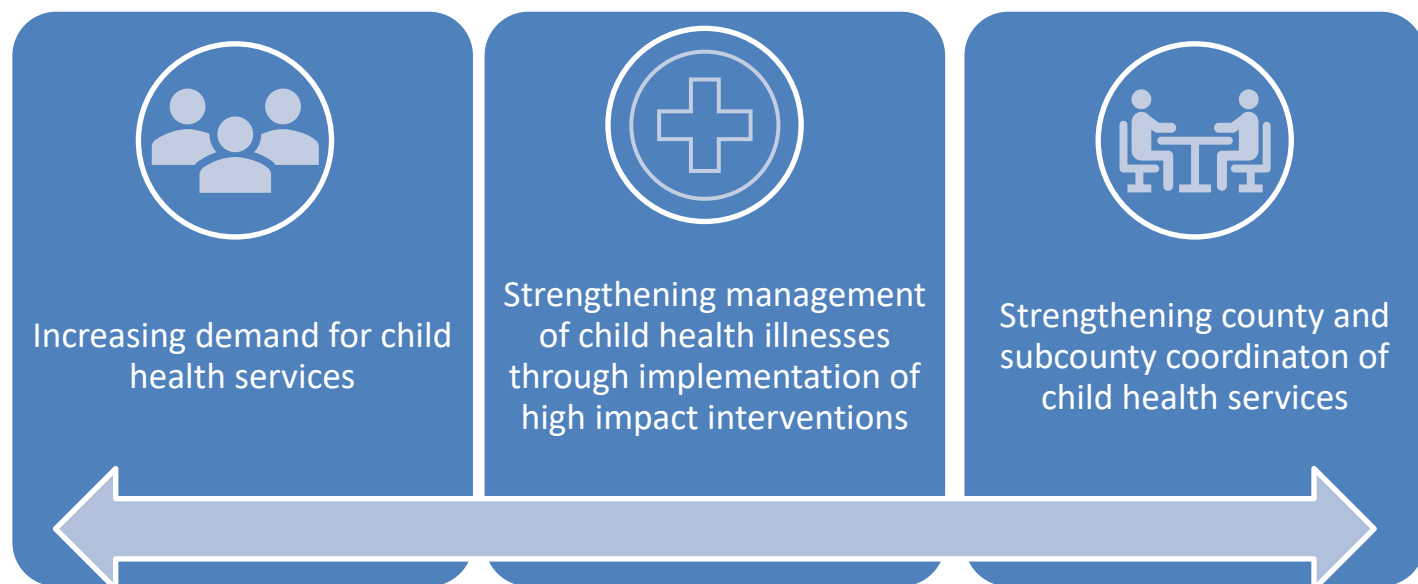 Increasing demand for child
health services
Strengthening management
of child health illnesses
through implementation of
high impact interventions
Strengthening county and
subcounty coordinaton of
child health services